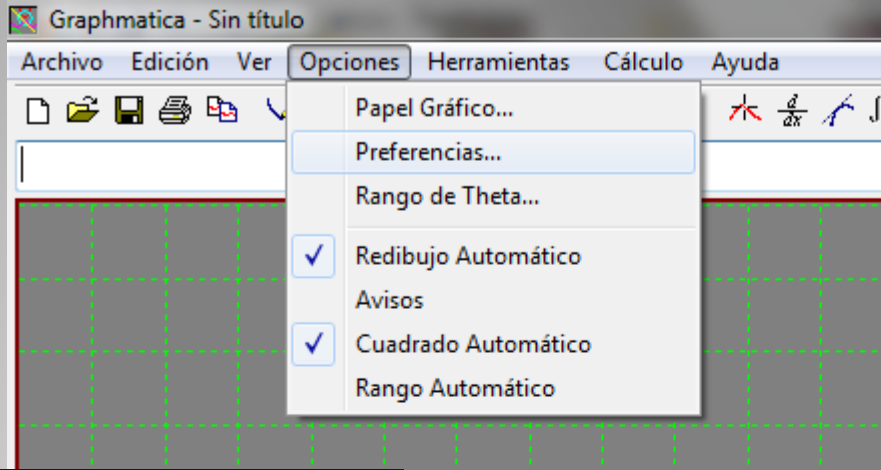 Graphmatica - Sin título
Archivo Edición Ver Opciones Herramientas Cálculo Ayuda
d/dx
Papel Gráfico...
Preferencias...
Rango de Theta...
Redibujo Automático
Avisos
Cuadrado Automático
Rango Automático